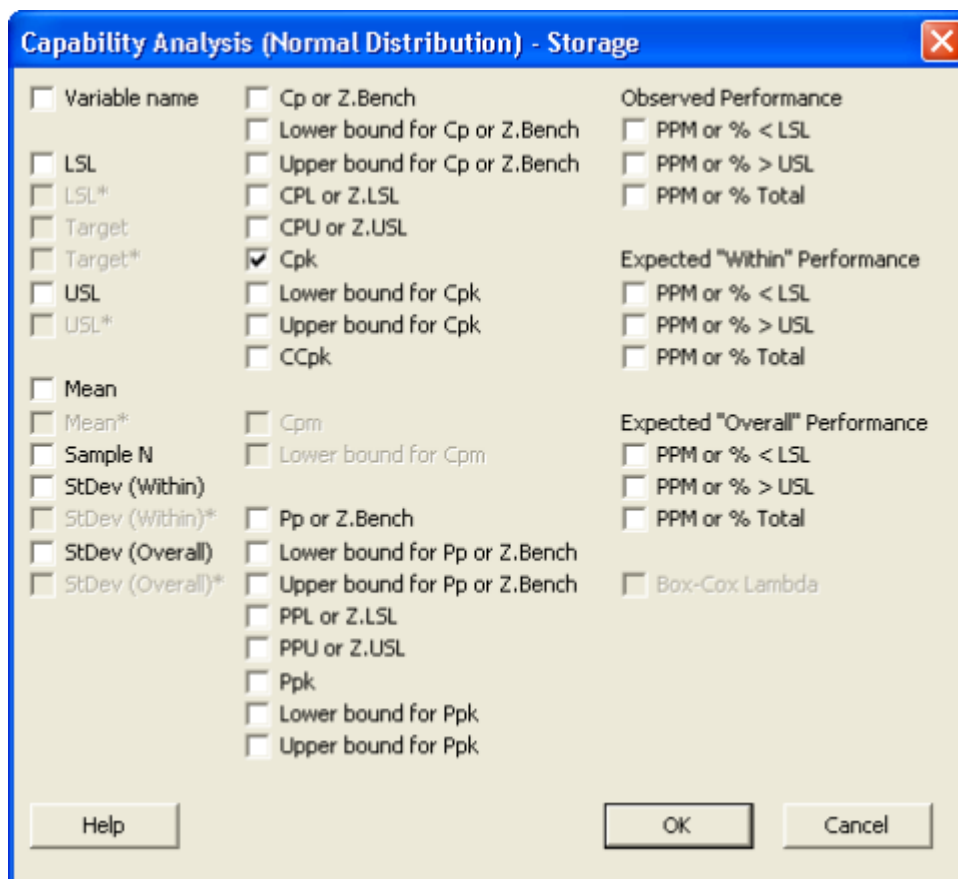 Capability Analysis (Normal Distribution) - Storage
Variable name
LSL
LSL*
Target
Target*
USL
USL*
Mean
Mean*
Sample N
StDev (Within)
StDev (Within)*
StDev (Overall)
StDev (Overall)*
Cp or Z.Bench
Lower bound for Cp or Z.Bench
Upper bound for Cp or Z.Bench
CPL or Z.LSL
CPU or Z.USL
Cpk
Lower bound for Cpk
Upper bound for Cpk
CCpk
Cpm
Lower bound for Cpm
Pp or Z.Bench
Lower bound for Pp or Z.Bench
Upper bound for Pp or Z.Bench
PPL or Z.LSL
PPU or Z.USL
Ppk
Lower bound for Ppk
Upper bound for Ppk
Observed Performance
PPM or % < LSL
PPM or % > USL
PPM or % Total
Expected "Within" Performance
PPM or % < LSL
PPM or % > USL
PPM or % Total
Expected "Overall" Performance
PPM or % < LSL
PPM or % > USL
PPM or % Total
Box-Cox Lambda
Help
OK
Cancel